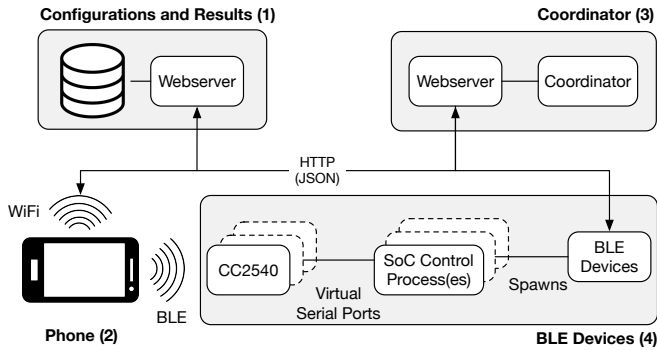 Configurations and Results (1)
Coordinator (3)
Webserver
Webserver
Coordinator
HTTP
(JSON)
WiFi
CC2540
SoC Control
Process(es)
BLE
Devices
Virtual
Serial Ports
Spawns
BLE
Phone (2)
BLE Devices (4)